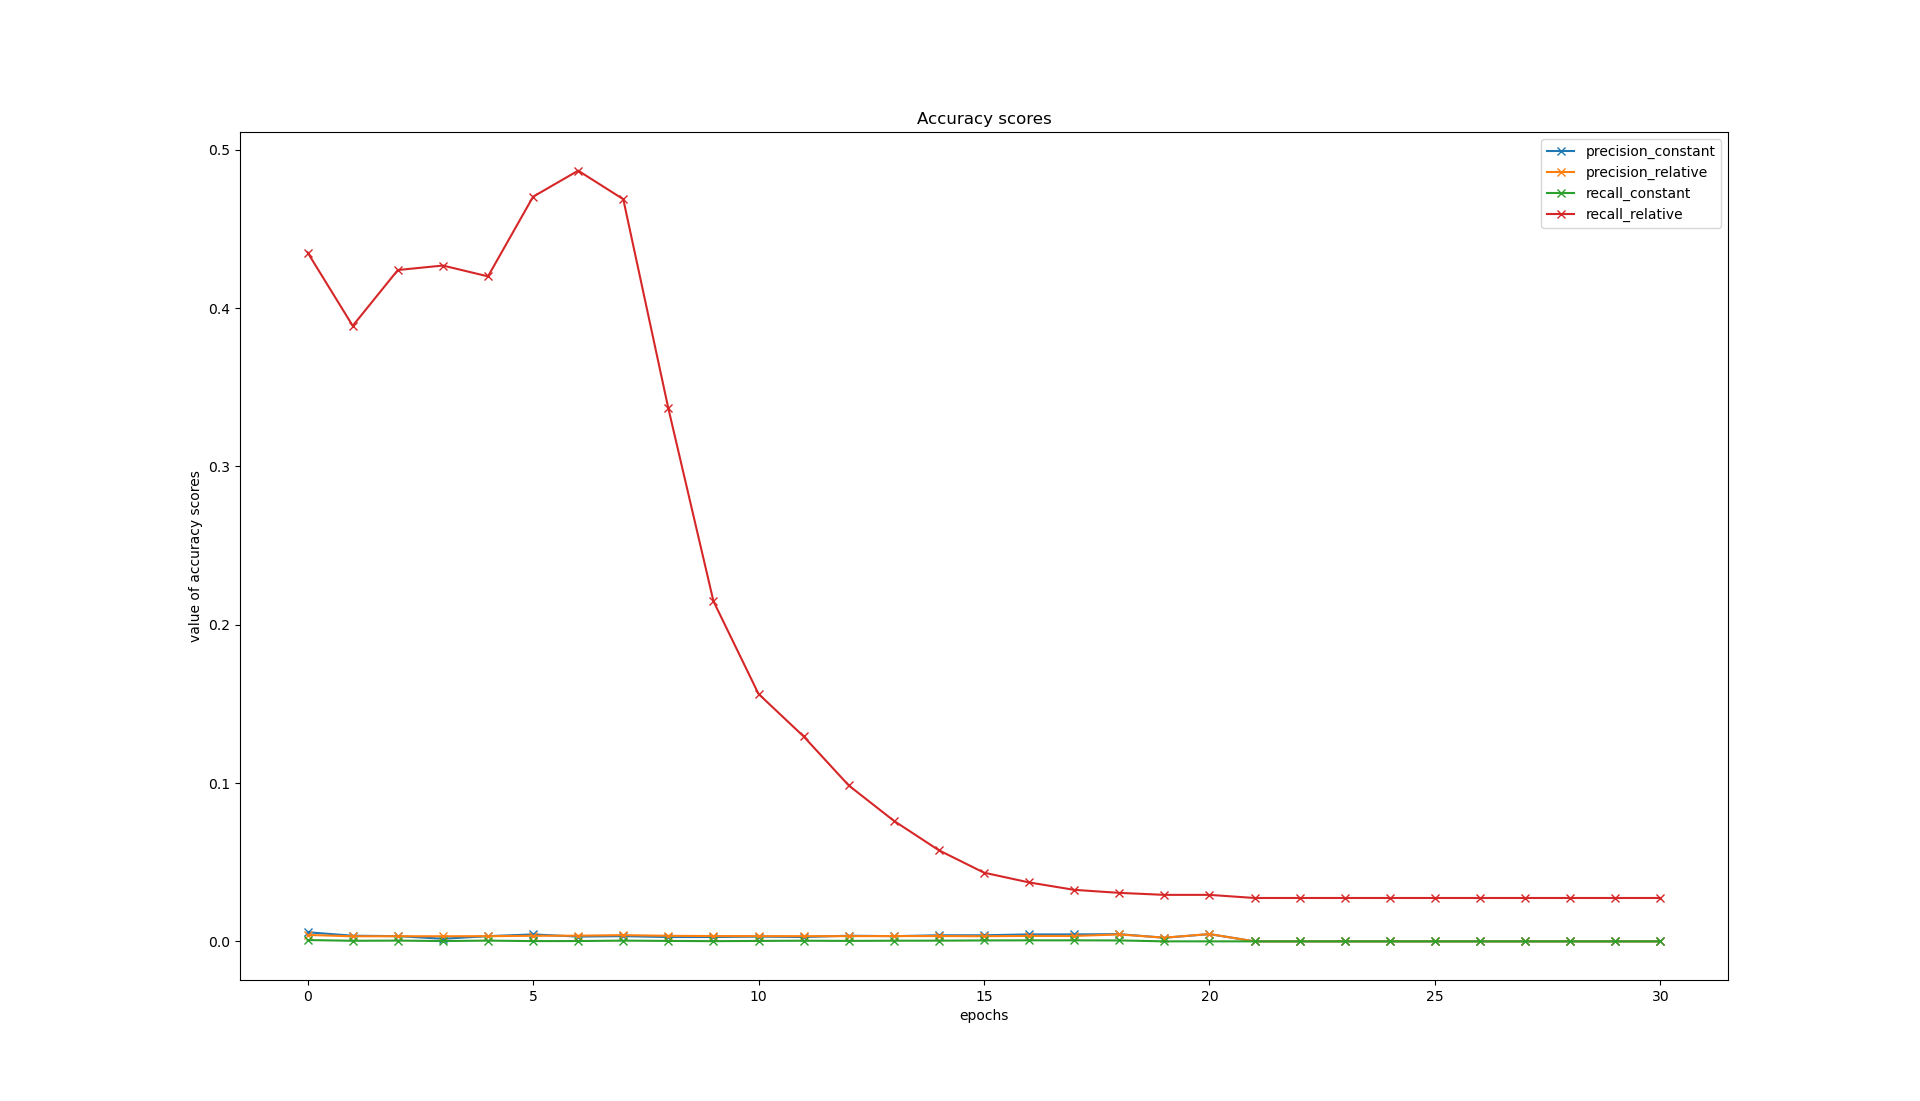 Accuracy scores
0.5
0.4
0.3
0.2
0.1
0.0
value of accuracy scores
precision_constant
precision_relative
recall_constant
recall_relative
0 5 10 15 20 25 30
epochs